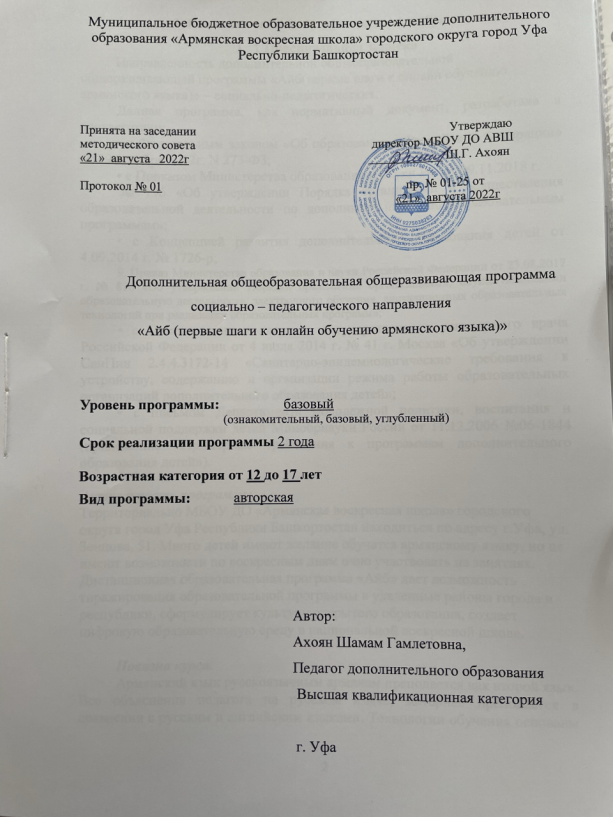 Муниципальное бюджетное образовательное учреждение дополнительного
образования «Армянская воскресная школа» городского округа город Уфа
Республики Башкортостан
Принята на заседании
методического совета
«21» августа 2022г
Протокол № 01
Утверждаю
директор МБОУ ДО АВШ
Ш.Г. Ахоян
пр. № 01-25 от
«21» августа 2022г
Дополнительная общеобразовательная общеразвивающая программа
социально – педагогического направления
«Айб (первые шаги к онлайн обучению армянского языка)»
Уровень программы: базовый
(ознакомительный, базовый, углубленный)
Срок реализации программы 2 года
Возрастная категория от 12 до 17 лет
Вид программы: авторская
Автор:
Ахоян Шамам Гамлетовна,
Педагог дополнительного образования
Высшая квалификационная категория
г. Уфа